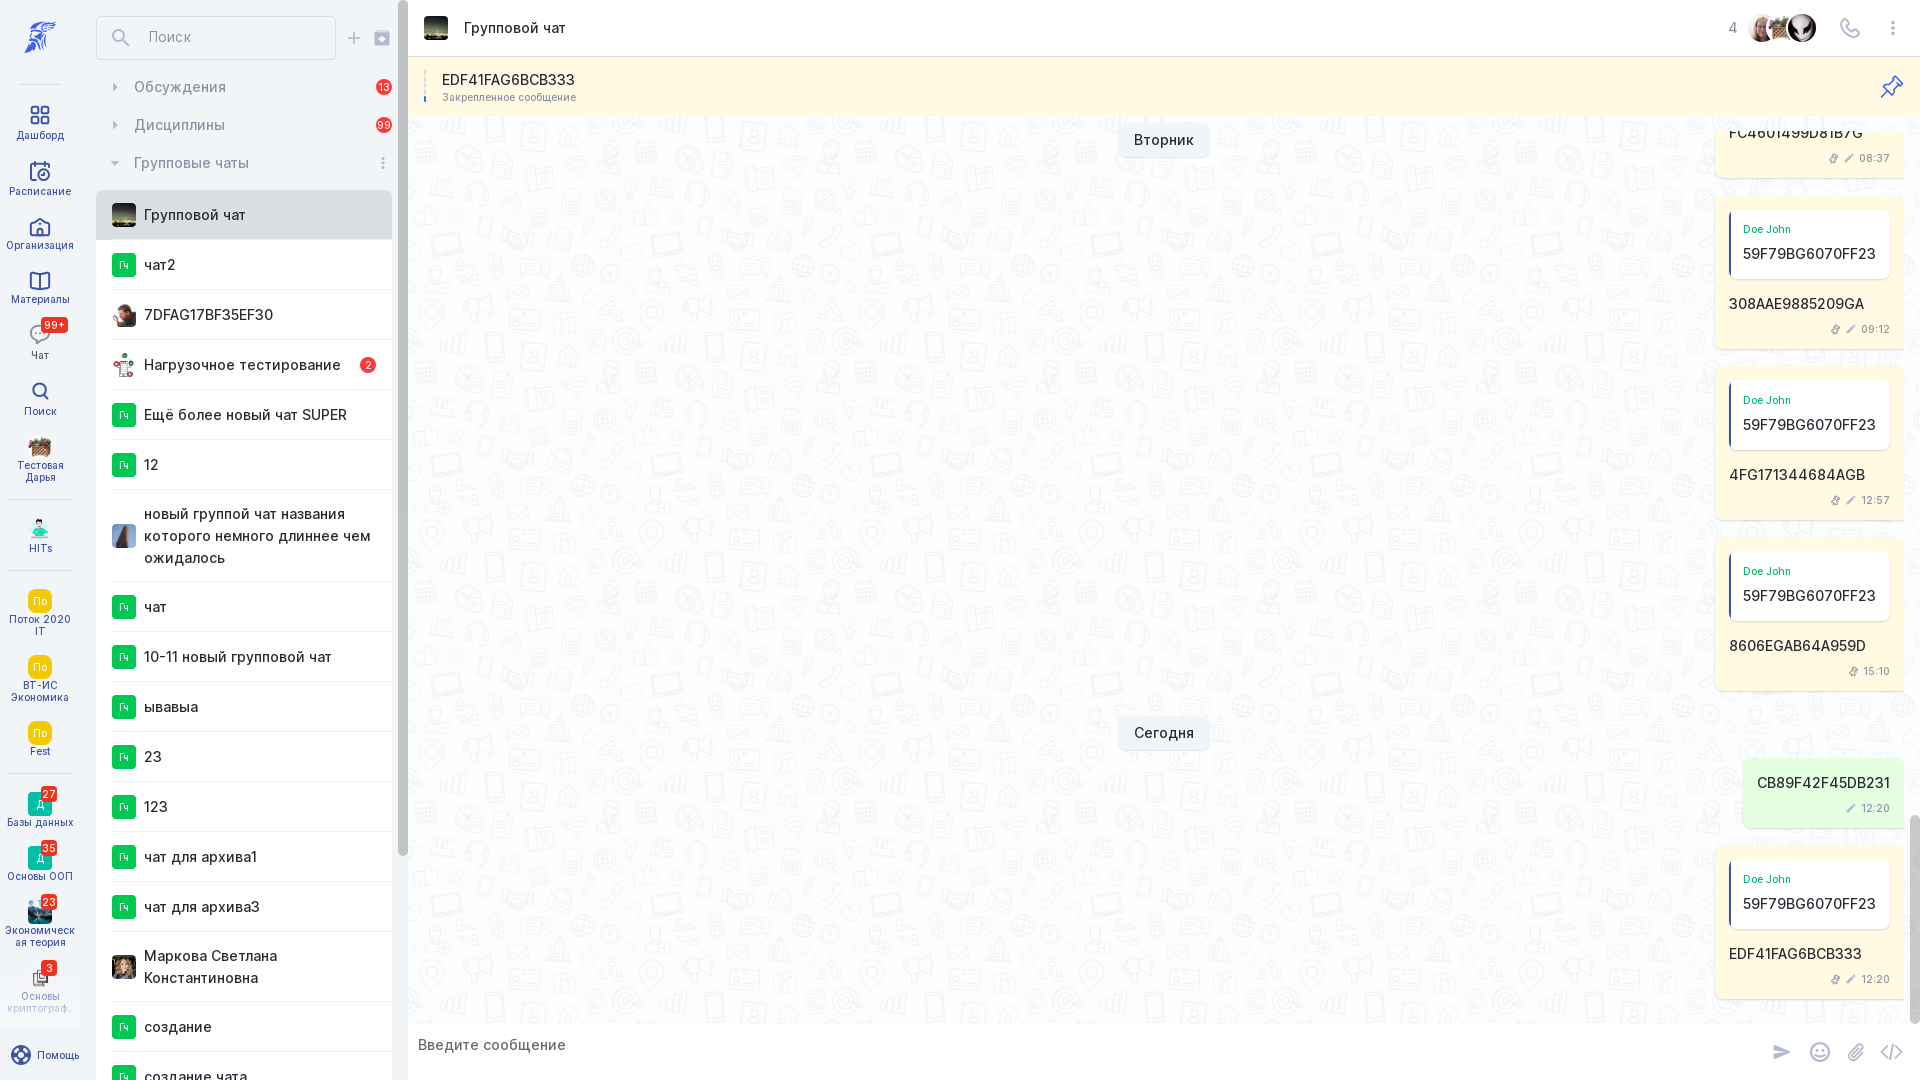 Дашборд
Расписание
Организация
Материалы
99+
Чат
Поиск
Тестовая
Дарья
HITs
По
Поток 2020
IT
По
ВТ-ИС
Экономика
По
Fest
27
Д
Базы данных
35
Д
Основы ООП
23
Экономическ
ая теория
3
Основы
криптограф...
Помощь
Поиск
Обсуждения
13
Дисциплины
99
Групповые чаты
Групповой чат
Гч
чат2
7DFAG17BF35EF30
Нагрузочное тестирование
2
Гч
Ещё более новый чат SUPER
Гч
12
новый группой чат названия
которого немного длиннее чем
ожидалось
Гч
чат
Гч
10-11 новый групповой чат
Гч
ывавыа
Гч
23
Гч
123
Гч
чат для архива1
Гч
чат для архива3
Маркова Светлана
Константиновна
Гч
создание
Гч
создание чата
Групповой чат
4
EDF41FAG6BCB333
Закрепленное сообщение
Вторник
FC4601499D81B7G
08:37
Doe John
59F79BG6070FF23
308AAE9885209GA
09:12
Doe John
59F79BG6070FF23
4FG171344684AGB
12:57
Doe John
59F79BG6070FF23
8606EGAB64A959D
15:10
Сегодня
CB89F42F45DB231
12:20
Doe John
59F79BG6070FF23
EDF41FAG6BCB333
12:20
Введите сообщение